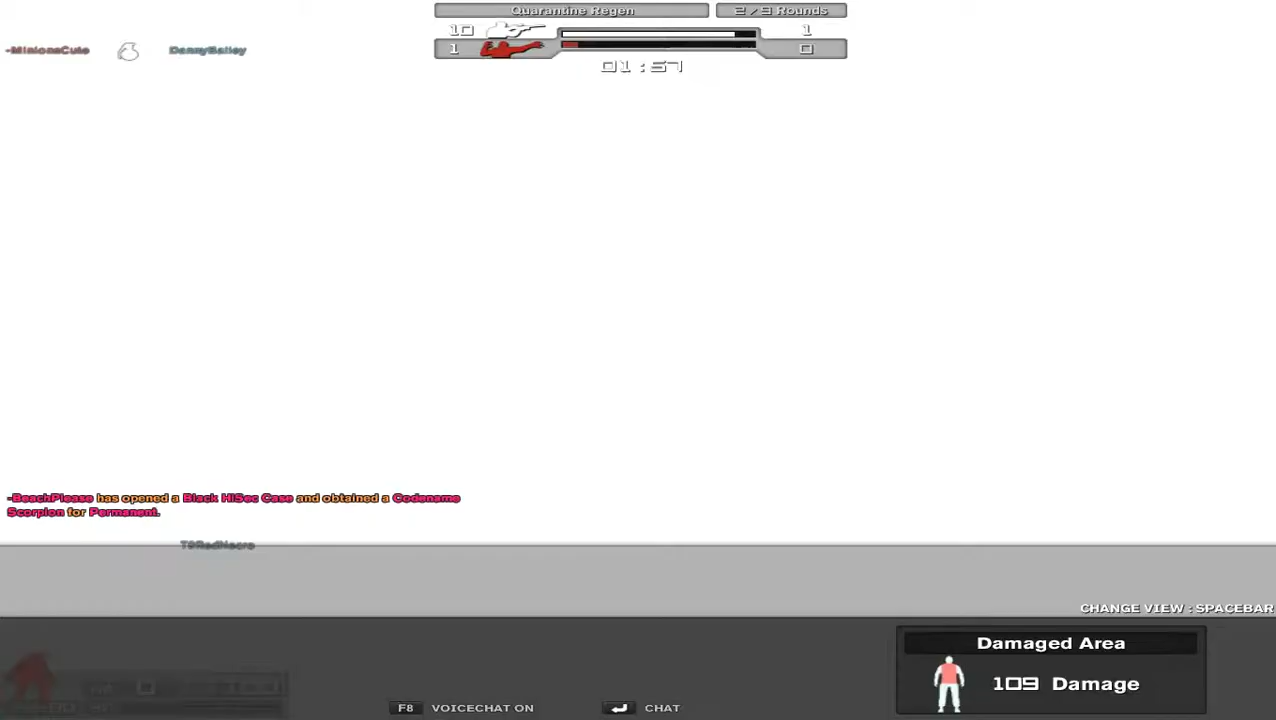 Quarantine Regen
2 / 9 Rounds
10
1
1
0
01:57
-MinionsCute DannyBailey
-BeachPlease has opened a Black HiSec Case and obtained a Codename
Scorpion for Permanent.
T9RedNecro
CHANGE VIEW : SPACEBAR
Damaged Area
109 Damage
F8 VOICECHAT ON
CHAT